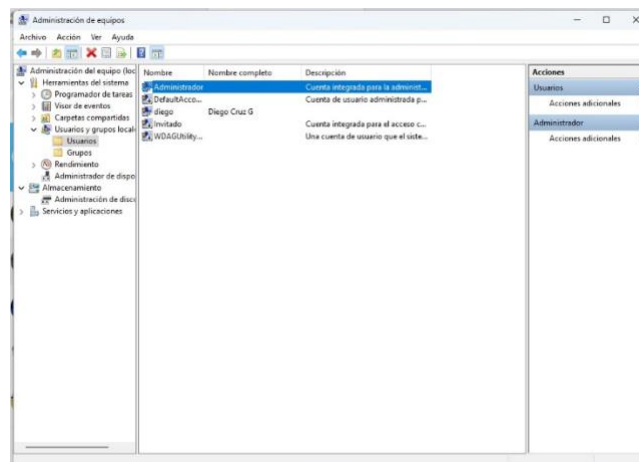 Administración de equipos
Archivo Acción Ver Ayuda
Administración del equipo (loc
Herramientas del sistema
Programador de tareas
Visor de eventos
Carpetas compartidas
Usuarios y grupos local
Usuarios
Grupos
Rendimiento
Administrador de dispo
Almacenamiento
Administración de disco
Servicios y aplicaciones
Nombre Nombre completo Descripción
Administrador Cuenta integrada para la administ...
DefaultAcco... Cuenta de usuario administrada p...
diego Diego Cruz G
Invitado Cuenta integrada para el acceso c...
WDAGUtility... Una cuenta de usuario que el siste...
Acciones
Usuarios
Acciones adicionales
Administrador
Acciones adicionales